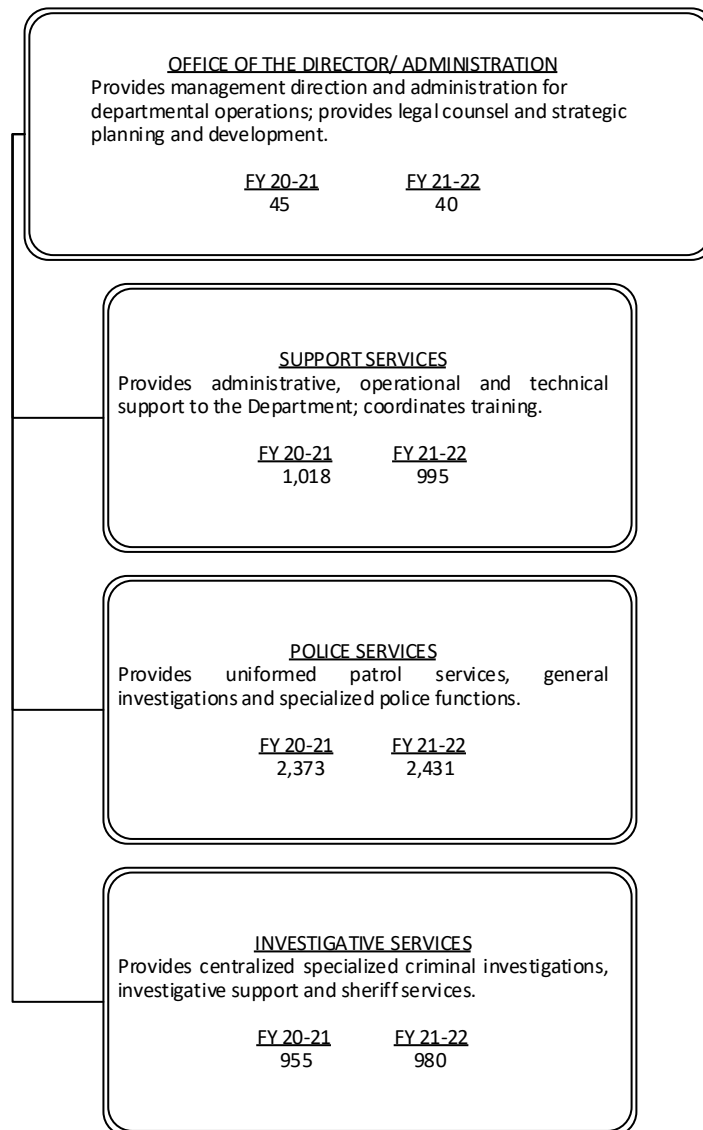 OFFICE OF THE DIRECTOR/ ADMINISTRATION
Provides management direction and administration for
departmental operations; provides legal counsel and strategic
planning and development.
FY 20-21 FY 21-22
45 40
SUPPORT SERVICES
Provides administrative, operational and technical
support to the Department; coordinates training.
FY 20-21 FY 21-22
1,018 995
POLICE SERVICES
Provides uniformed patrol services, general
investigations and specialized police functions.
FY 20-21 FY 21-22
2,373 2,431
INVESTIGATIVE SERVICES
Provides centralized specialized criminal investigations,
investigative support and sheriff services.
FY 20-21 FY 21-22
955 980